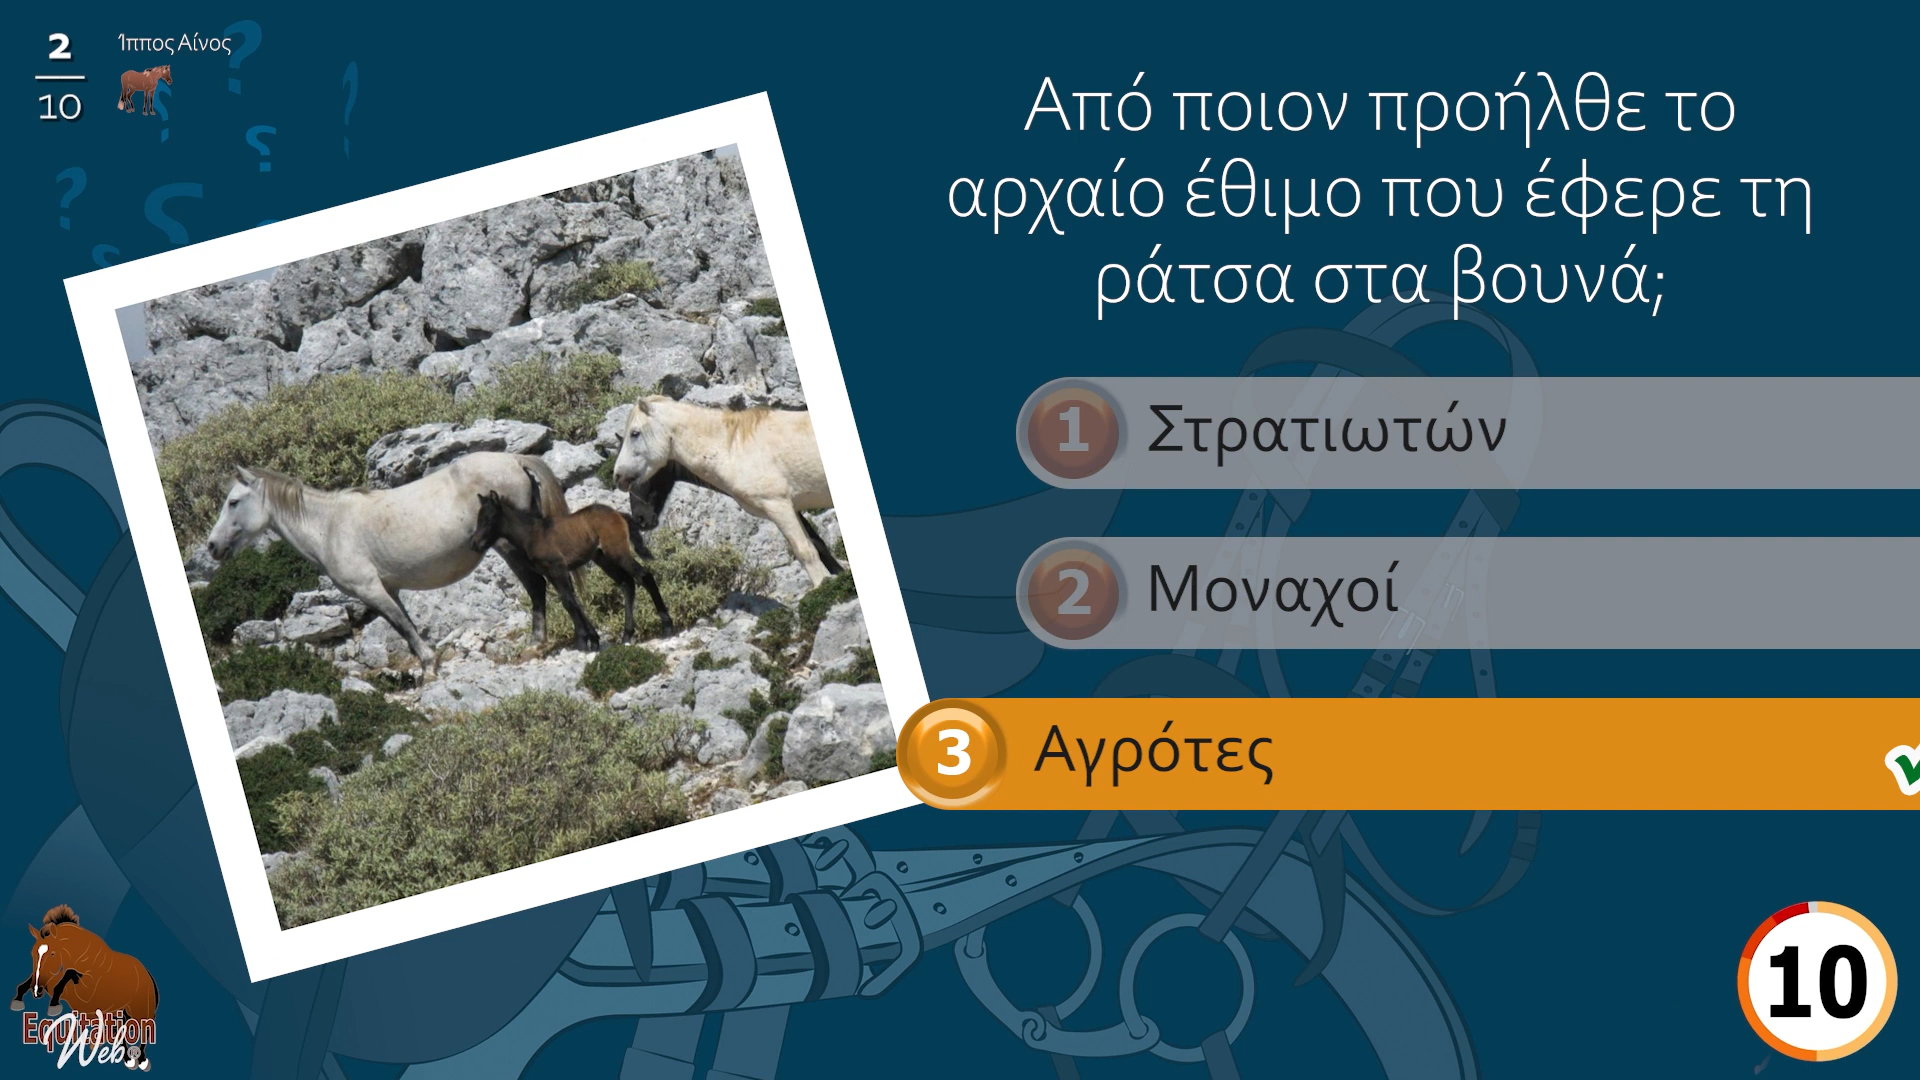 2
10
Ίππος Αίνος
Από ποιον προήλθε το
αρχαίο έθιμο που έφερε τη
ράτσα στα βουνά;
1 Στρατιωτών
2 Μοναχοί
3 Αγρότες
10
Equitation
Web